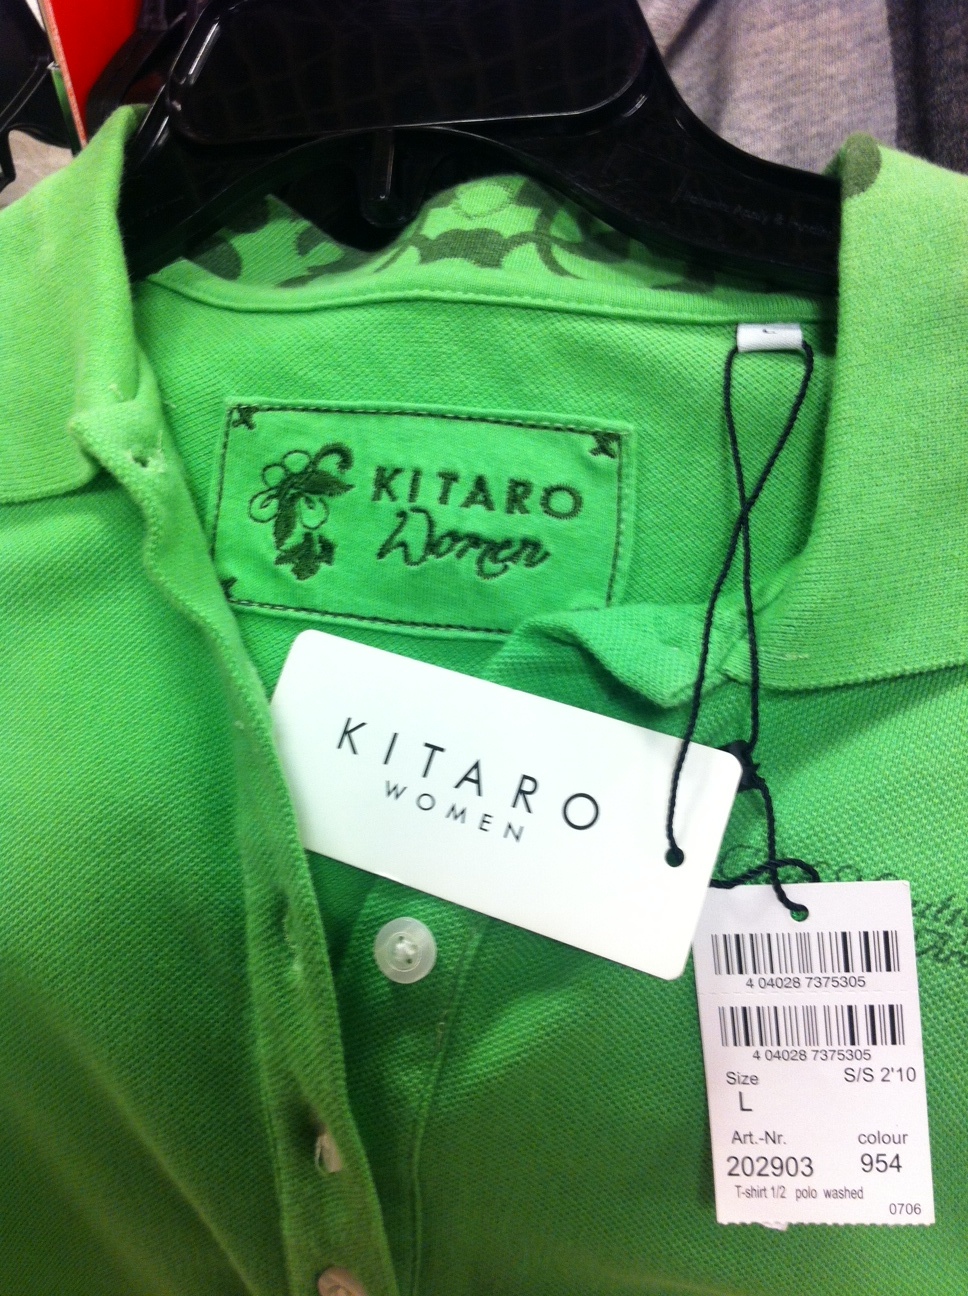 L
KITARO
Women
KITARO
WOMEN
4 04028 7375305
4 04028 7375305
Size S/S 2'10
L
Art.-Nr. colour
202903 954
T-shirt 1/2 polo washed
0706